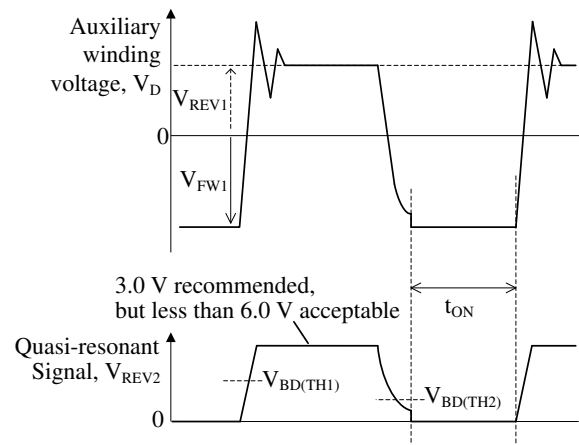 Auxiliary
winding
voltage, V_D
V_REV1
0
V_FW1
3.0 V recommended,
but less than 6.0 V acceptable
t_ON
Quasi-resonant
Signal, V_REV2
V_BD(TH1)
V_BD(TH2)
0